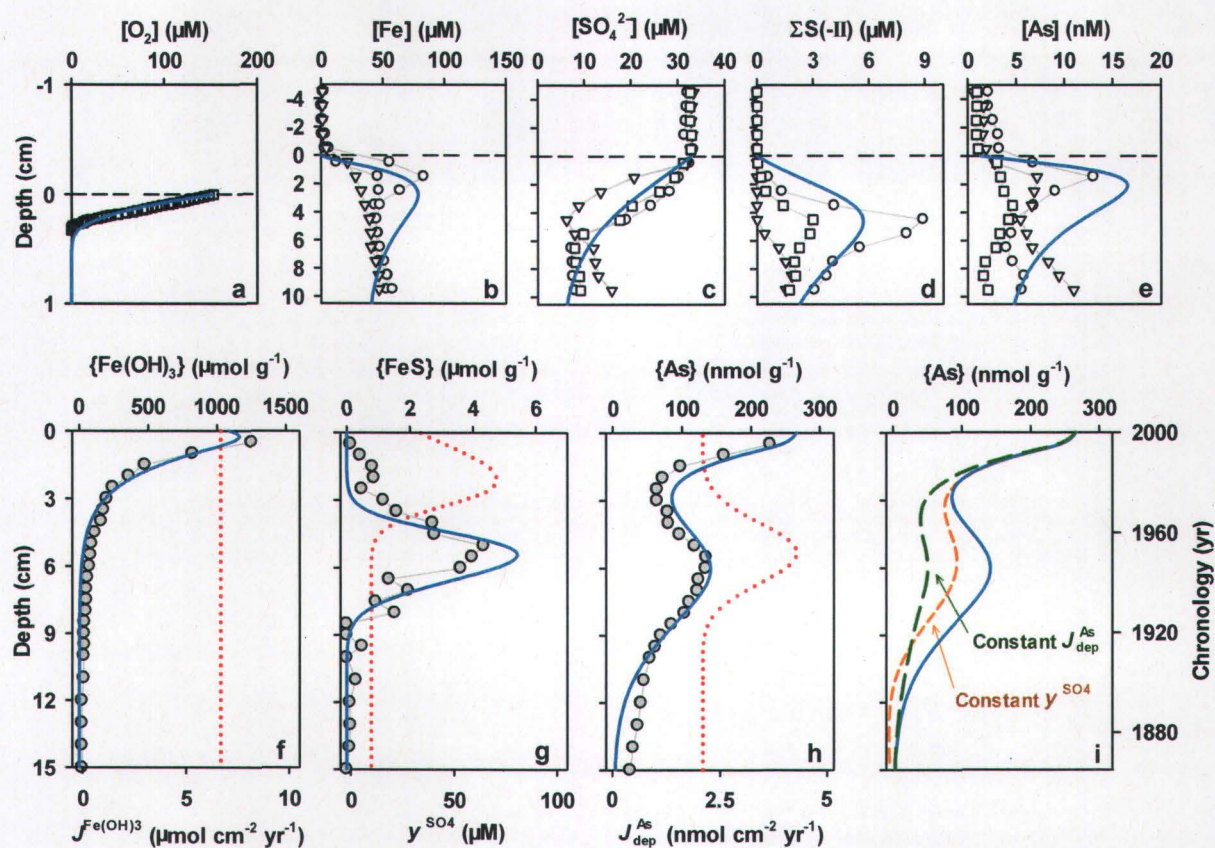 [O₂] (µM) [Fe] (µM) [SO₄²⁻] (µM) ΣS(-II) (µM) [As] (nM)
0 100 200 0 50 100 150 0 10 20 30 40 0 3 6 9 0 5 10 15 20
Depth (cm)
-1
0
1
-4
-2
0
2
4
6
8
10
a b c d e
{Fe(OH)₃} (µmol g⁻¹) {FeS} (µmol g⁻¹) {As} (nmol g⁻¹) {As} (nmol g⁻¹)
0 500 1000 1500 0 2 4 6 0 100 200 300 0 100 200 300
Depth (cm)
0
3
6
9
12
15
2000
1960
1920
1880
Chronology (yr)
Constant J dep As
Constant y SO4
f g h i
0 5 10 0 50 100 0 2.5 5
J Fe(OH)3 (µmol cm⁻² yr⁻¹) y SO4 (µM) J dep As (nmol cm⁻² yr⁻¹)